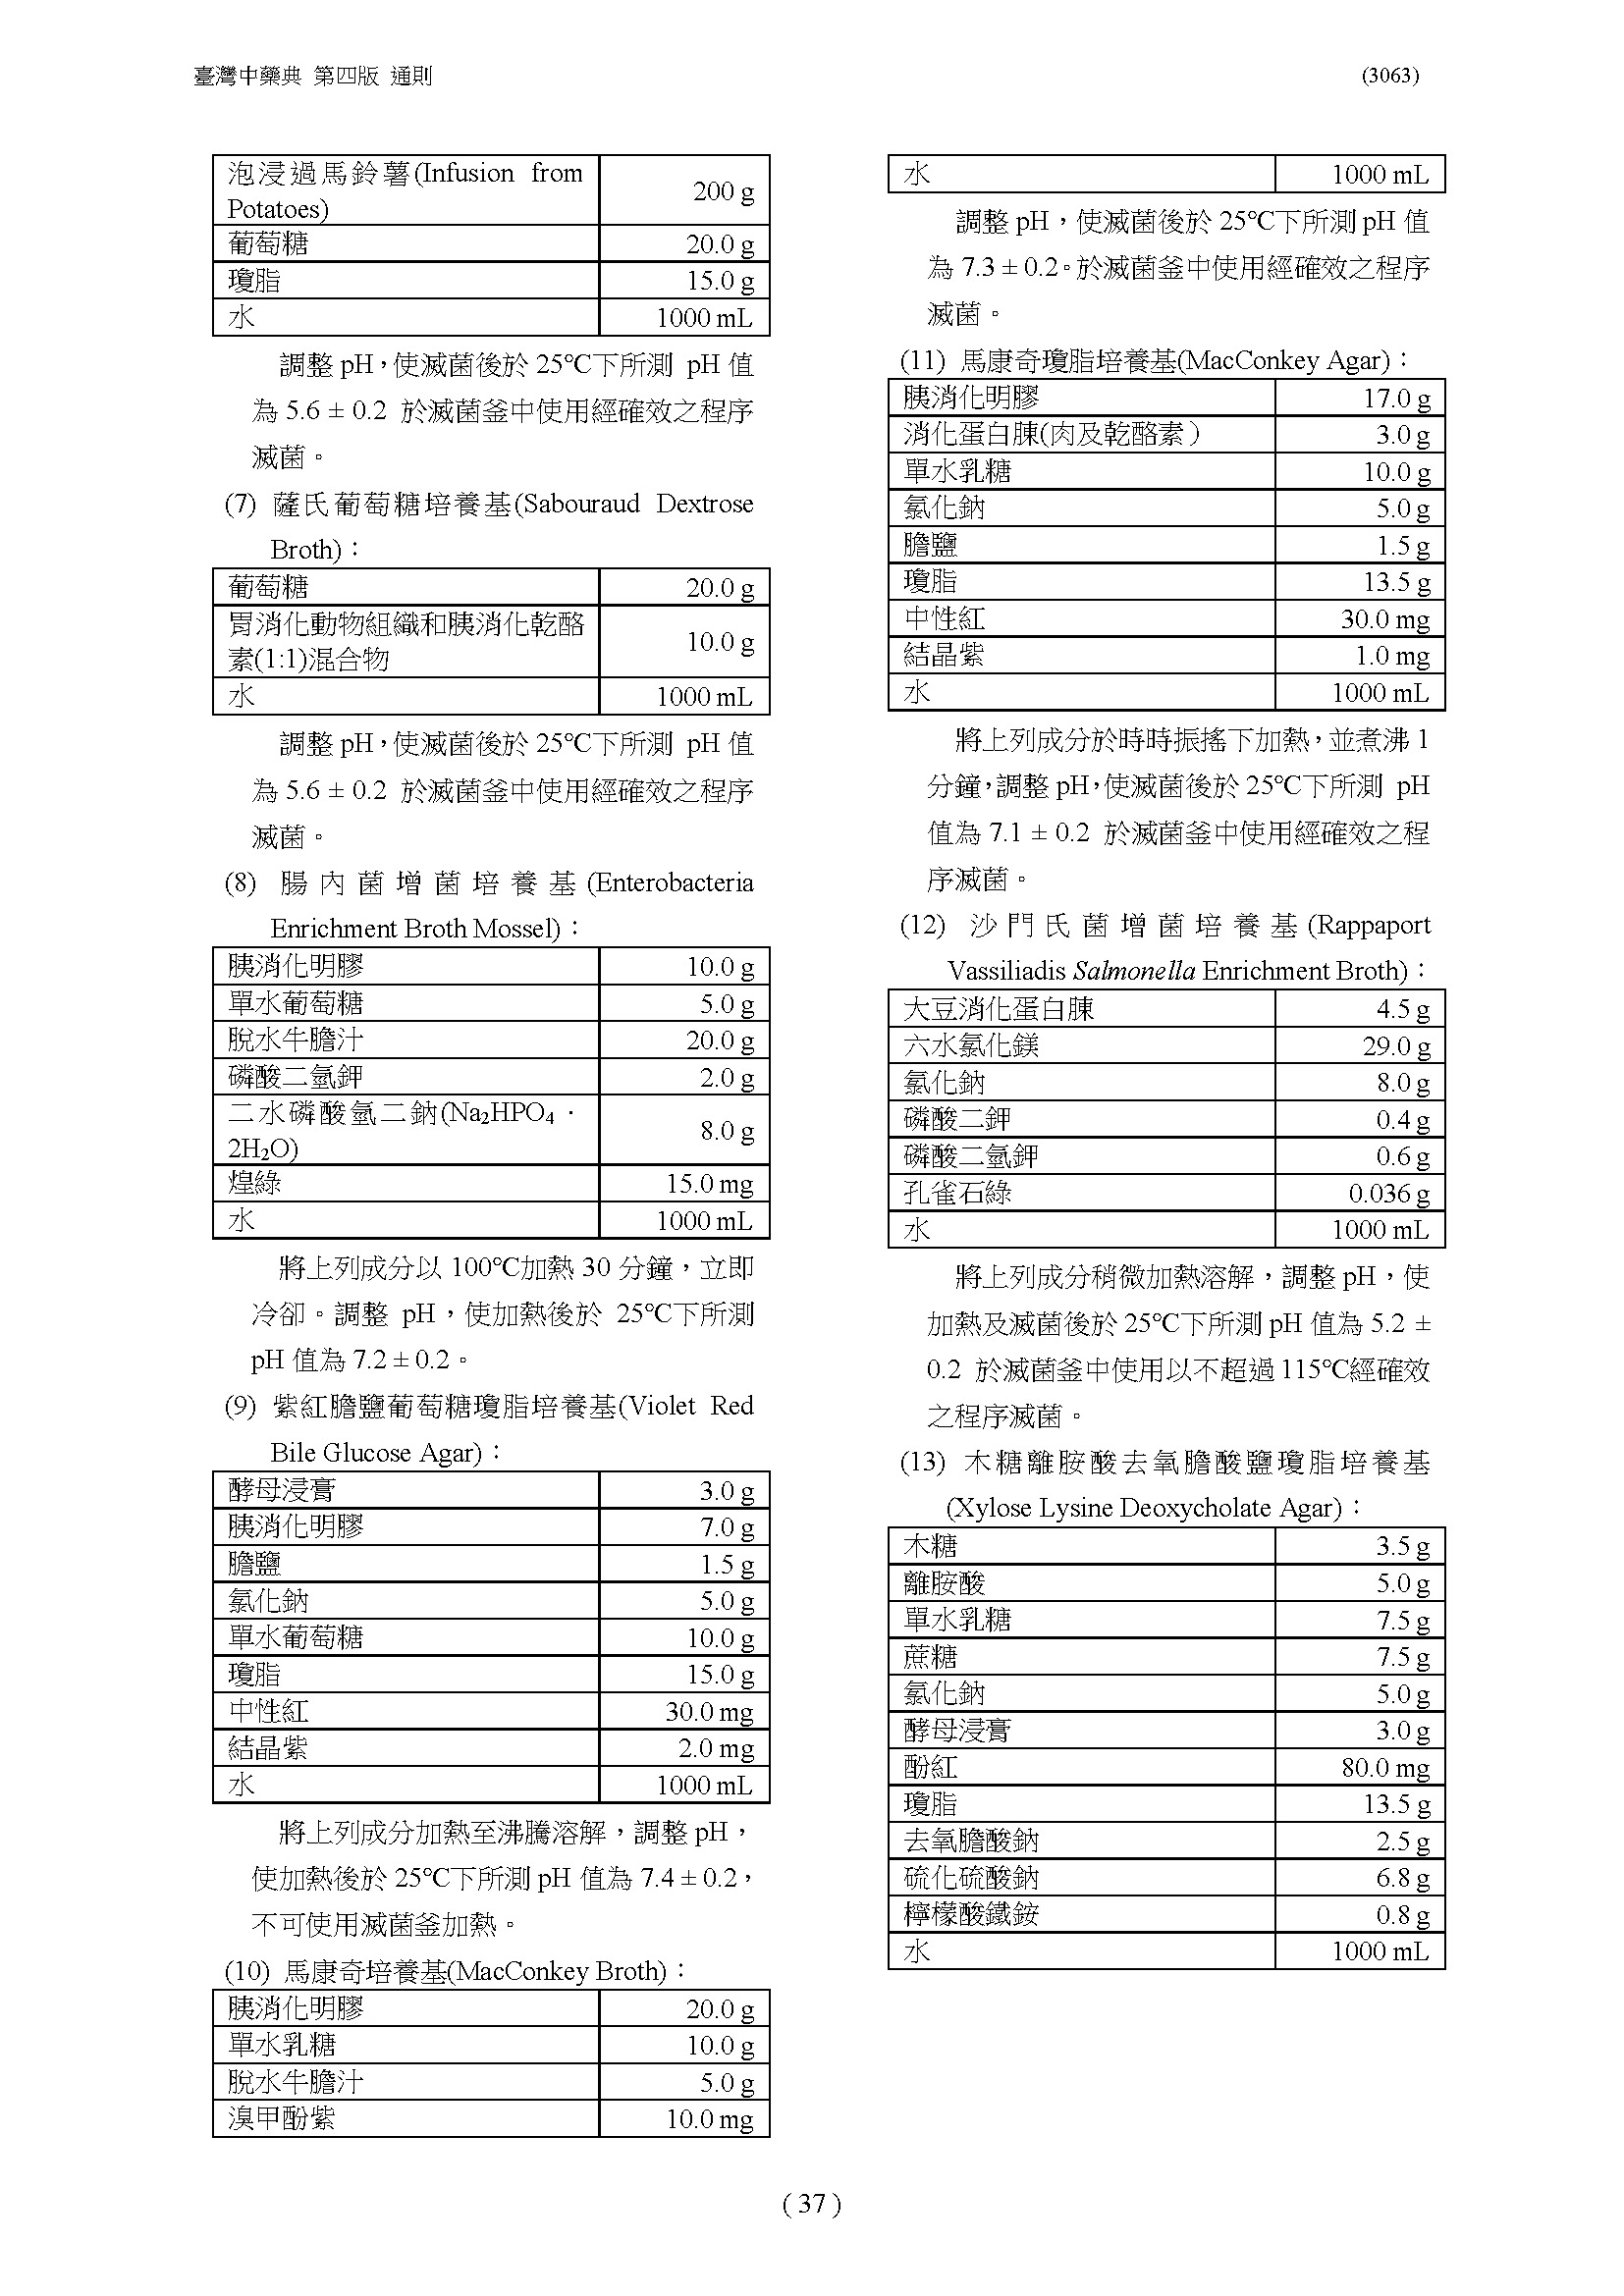 臺灣中藥典 第四版 通則 (3063)
泡浸過馬鈴薯(Infusion from
Potatoes) 200 g
葡萄糖 20.0 g
瓊脂 15.0 g
水 1000 mL
調整 pH，使滅菌後於 25℃下所測 pH 值
為 5.6 ± 0.2 於滅菌釜中使用經確效之程序
滅菌。
(7) 薩氏葡萄糖培養基(Sabouraud Dextrose
Broth)：
葡萄糖 20.0 g
胃消化動物組織和胰消化乾酪
素(1:1)混合物 10.0 g
水 1000 mL
調整 pH，使滅菌後於 25℃下所測 pH 值
為 5.6 ± 0.2 於滅菌釜中使用經確效之程序
滅菌。
(8) 腸內菌增菌培養基(Enterobacteria
Enrichment Broth Mossel)：
胰消化明膠 10.0 g
單水葡萄糖 5.0 g
脫水牛膽汁 20.0 g
磷酸二氫鉀 2.0 g
二水磷酸氫二鈉(Na₂HPO₄．
2H₂O) 8.0 g
煌綠 15.0 mg
水 1000 mL
將上列成分以 100℃加熱 30 分鐘，立即
冷卻。調整 pH，使加熱後於 25℃下所測
pH 值為 7.2 ± 0.2。
(9) 紫紅膽鹽葡萄糖瓊脂培養基(Violet Red
Bile Glucose Agar)：
酵母浸膏 3.0 g
胰消化明膠 7.0 g
膽鹽 1.5 g
氯化鈉 5.0 g
單水葡萄糖 10.0 g
瓊脂 15.0 g
中性紅 30.0 mg
結晶紫 2.0 mg
水 1000 mL
將上列成分加熱至沸騰溶解，調整 pH，
使加熱後於 25℃下所測 pH 值為 7.4 ± 0.2，
不可使用滅菌釜加熱。
(10) 馬康奇培養基(MacConkey Broth)：
胰消化明膠 20.0 g
單水乳糖 10.0 g
脫水牛膽汁 5.0 g
溴甲酚紫 10.0 mg
水 1000 mL
調整 pH，使滅菌後於 25℃下所測 pH 值
為 7.3 ± 0.2。於滅菌釜中使用經確效之程序
滅菌。
(11) 馬康奇瓊脂培養基(MacConkey Agar)：
胰消化明膠 17.0 g
消化蛋白腖(肉及乾酪素） 3.0 g
單水乳糖 10.0 g
氯化鈉 5.0 g
膽鹽 1.5 g
瓊脂 13.5 g
中性紅 30.0 mg
結晶紫 1.0 mg
水 1000 mL
將上列成分於時時振搖下加熱，並煮沸 1
分鐘，調整 pH，使滅菌後於 25℃下所測 pH
值為 7.1 ± 0.2 於滅菌釜中使用經確效之程
序滅菌。
(12) 沙門氏菌增菌培養基(Rappaport
Vassiliadis Salmonella Enrichment Broth)：
大豆消化蛋白腖 4.5 g
六水氯化鎂 29.0 g
氯化鈉 8.0 g
磷酸二鉀 0.4 g
磷酸二氫鉀 0.6 g
孔雀石綠 0.036 g
水 1000 mL
將上列成分稍微加熱溶解，調整 pH，使
加熱及滅菌後於 25℃下所測 pH 值為 5.2 ±
0.2 於滅菌釜中使用以不超過 115℃經確效
之程序滅菌。
(13) 木糖離胺酸去氧膽酸鹽瓊脂培養基
(Xylose Lysine Deoxycholate Agar)：
木糖 3.5 g
離胺酸 5.0 g
單水乳糖 7.5 g
蔗糖 7.5 g
氯化鈉 5.0 g
酵母浸膏 3.0 g
酚紅 80.0 mg
瓊脂 13.5 g
去氧膽酸鈉 2.5 g
硫化硫酸鈉 6.8 g
檸檬酸鐵銨 0.8 g
水 1000 mL
( 37 )